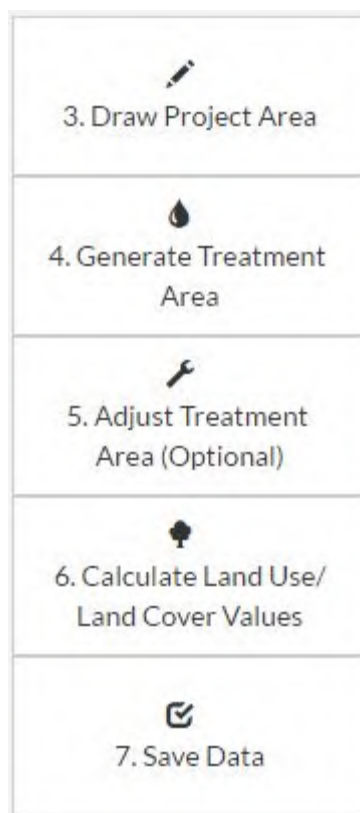 3. Draw Project Area
4. Generate Treatment
Area
5. Adjust Treatment
Area (Optional)
6. Calculate Land Use/
Land Cover Values
7. Save Data